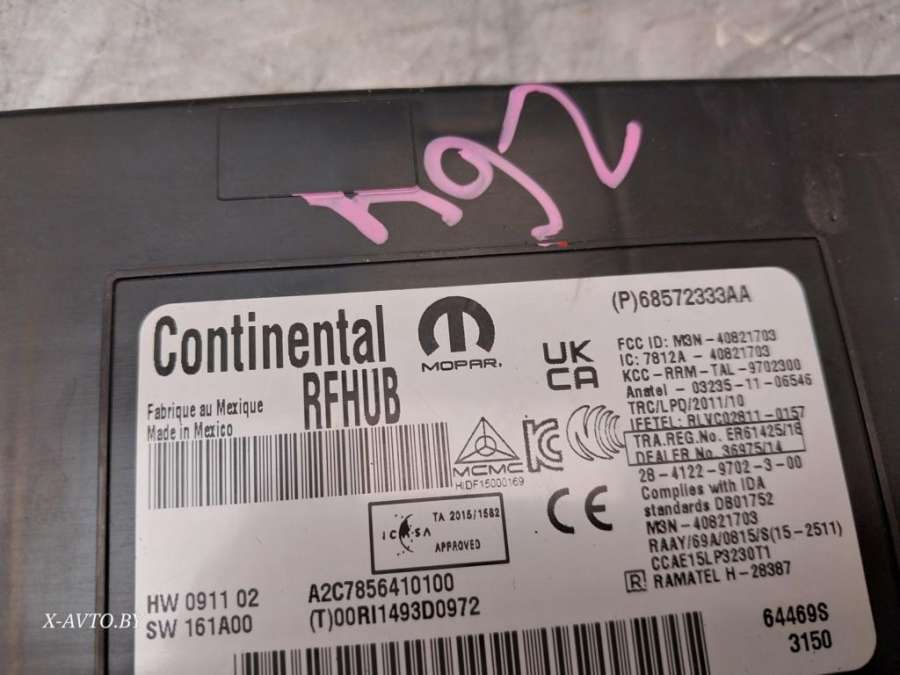 Continental
RFHUB
MOPAR
(P)68572333AA
UK
CA
FCC ID: M3N-40821703
IC: 7812A - 40821703
KCC-RRM-TAL-9702300
Anatel - 03235-11-06546
TRC/LPD/2011/10
IFETEL: RLVC02811-0157
TRA.REG.No. ER61425/16
DEALER No. 36975/14
28-4122-9702-3-00
Complies with IDA
standards DB01752
M3N-40821703
RAAY/69A/0815/S(15-2511)
CCAE15LP3230T1
R RAMATEL H-28387
Fabrique au Mexique
Made in Mexico
MCMC
HIDF15000169
CE
ICASA
TA 2015/1582
APPROVED
HW 0911 02
SW 161A00
A2C7856410100
(T)00RI1493D0972
64469S
3150
X-AVTO.BY